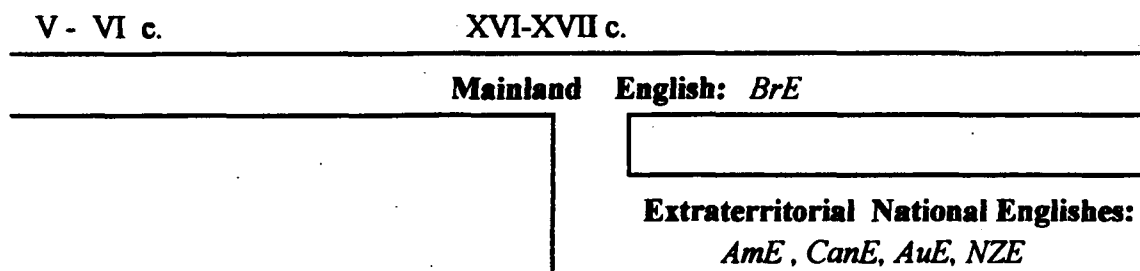 V - VI c. XVI-XVII c.
Mainland English: BrE
Extraterritorial National Englishes:
AmE , CanE, AuE, NZE